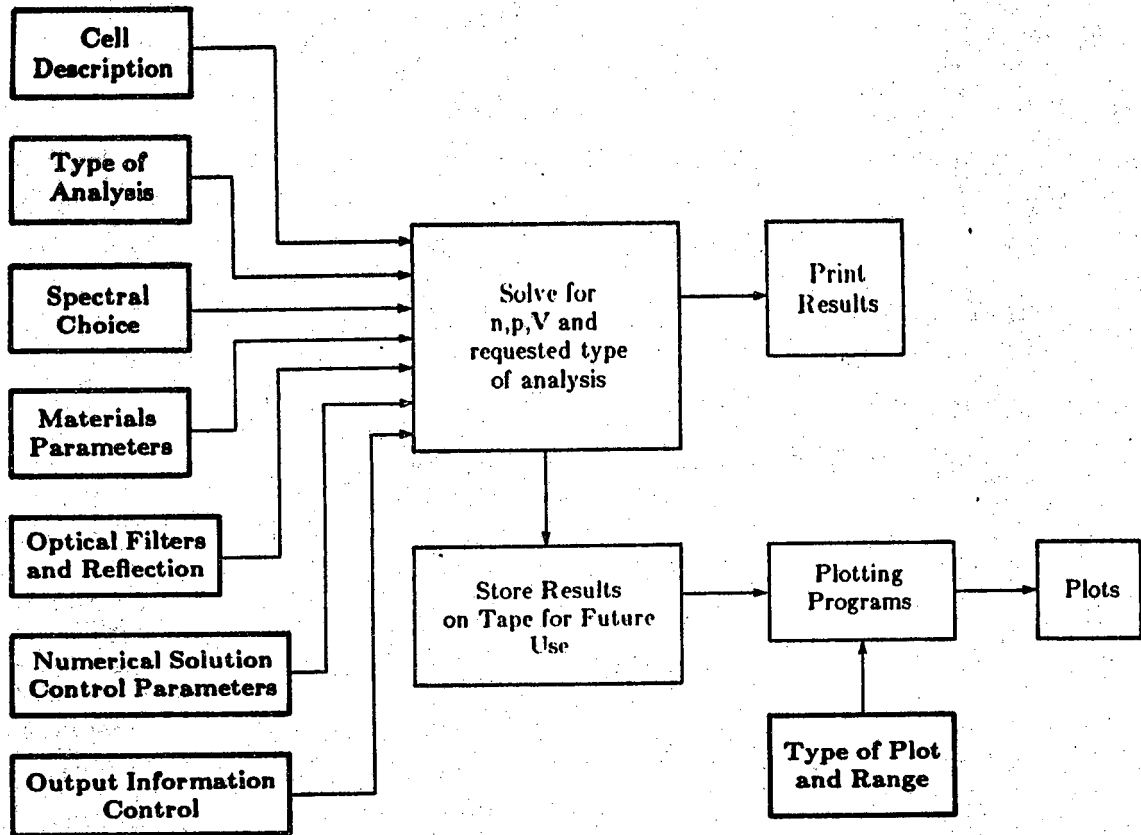 Cell
Description
Type of
Analysis
Spectral
Choice
Materials
Parameters
Optical Filters
and Reflection
Numerical Solution
Control Parameters
Output Information
Control
Solve for
n,p,V and
requested type
of analysis
Print
Results
Store Results
on Tape for Future
Use
Plotting
Programs
Plots
Type of Plot
and Range